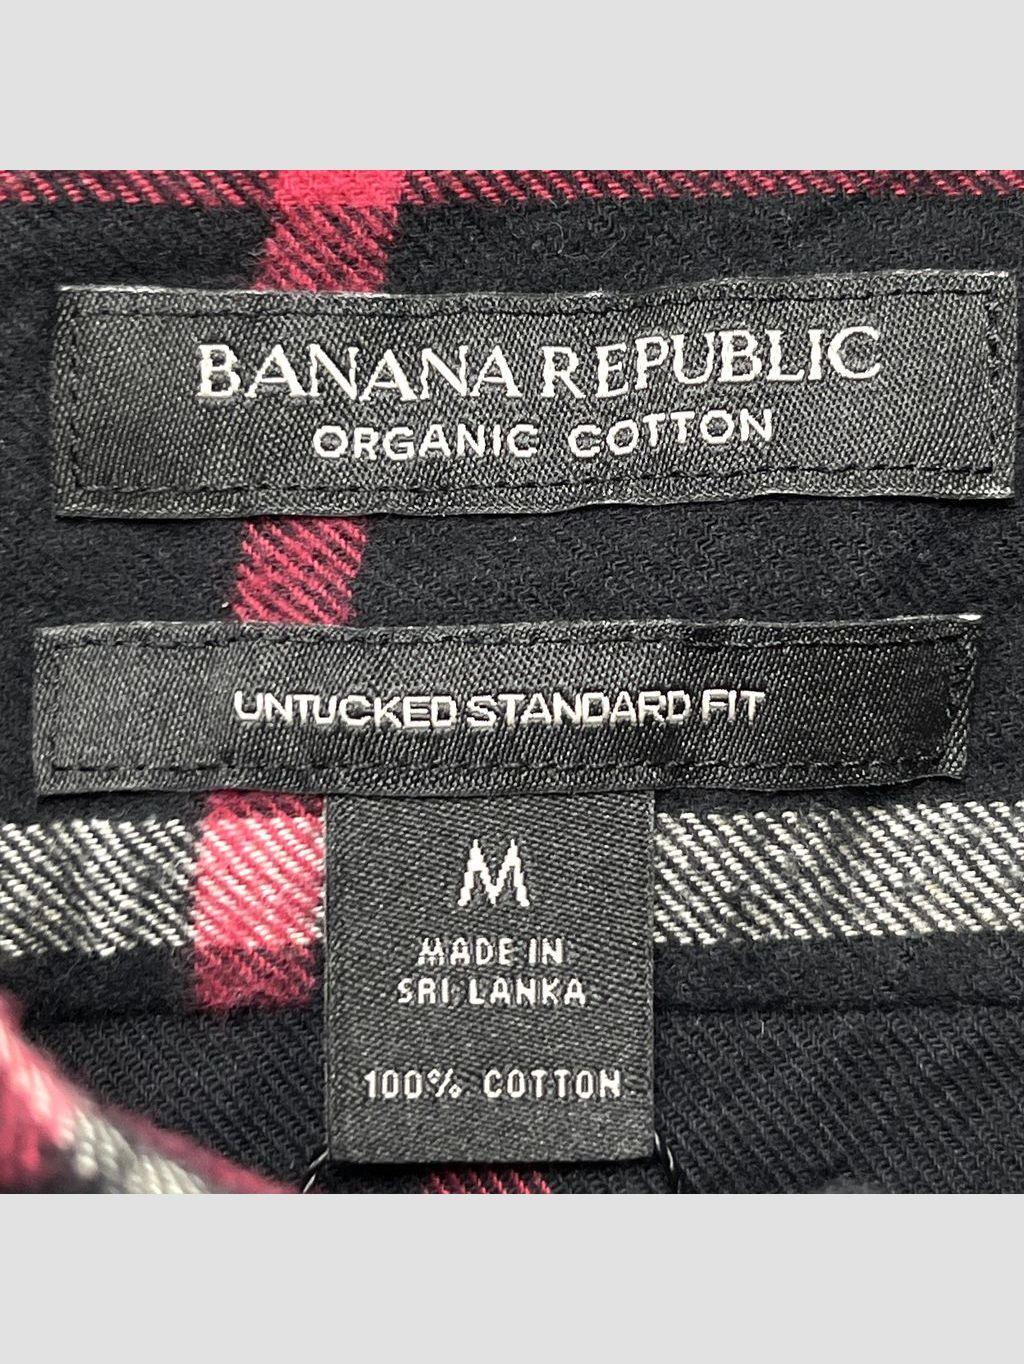 BANANA REPUBLIC
ORGANIC COTTON
UNTUCKED STANDARD FIT
M
MADE IN
SRI LANKA
100% COTTON